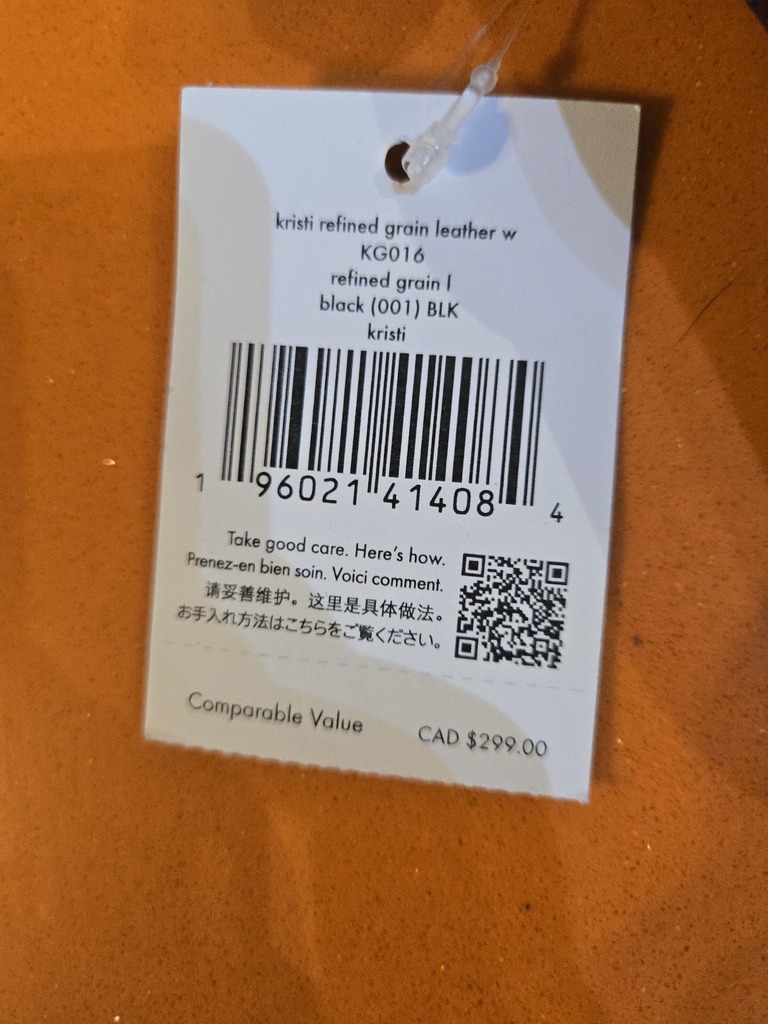 kristi refined grain leather w
KG016
refined grain l
black (001) BLK
kristi
1 96021 41408 4
Take good care. Here's how.
Prenez-en bien soin. Voici comment.
请妥善维护。这里是具体做法。
お手入れ方法はこちらをご覧ください。
Comparable Value CAD $299.00